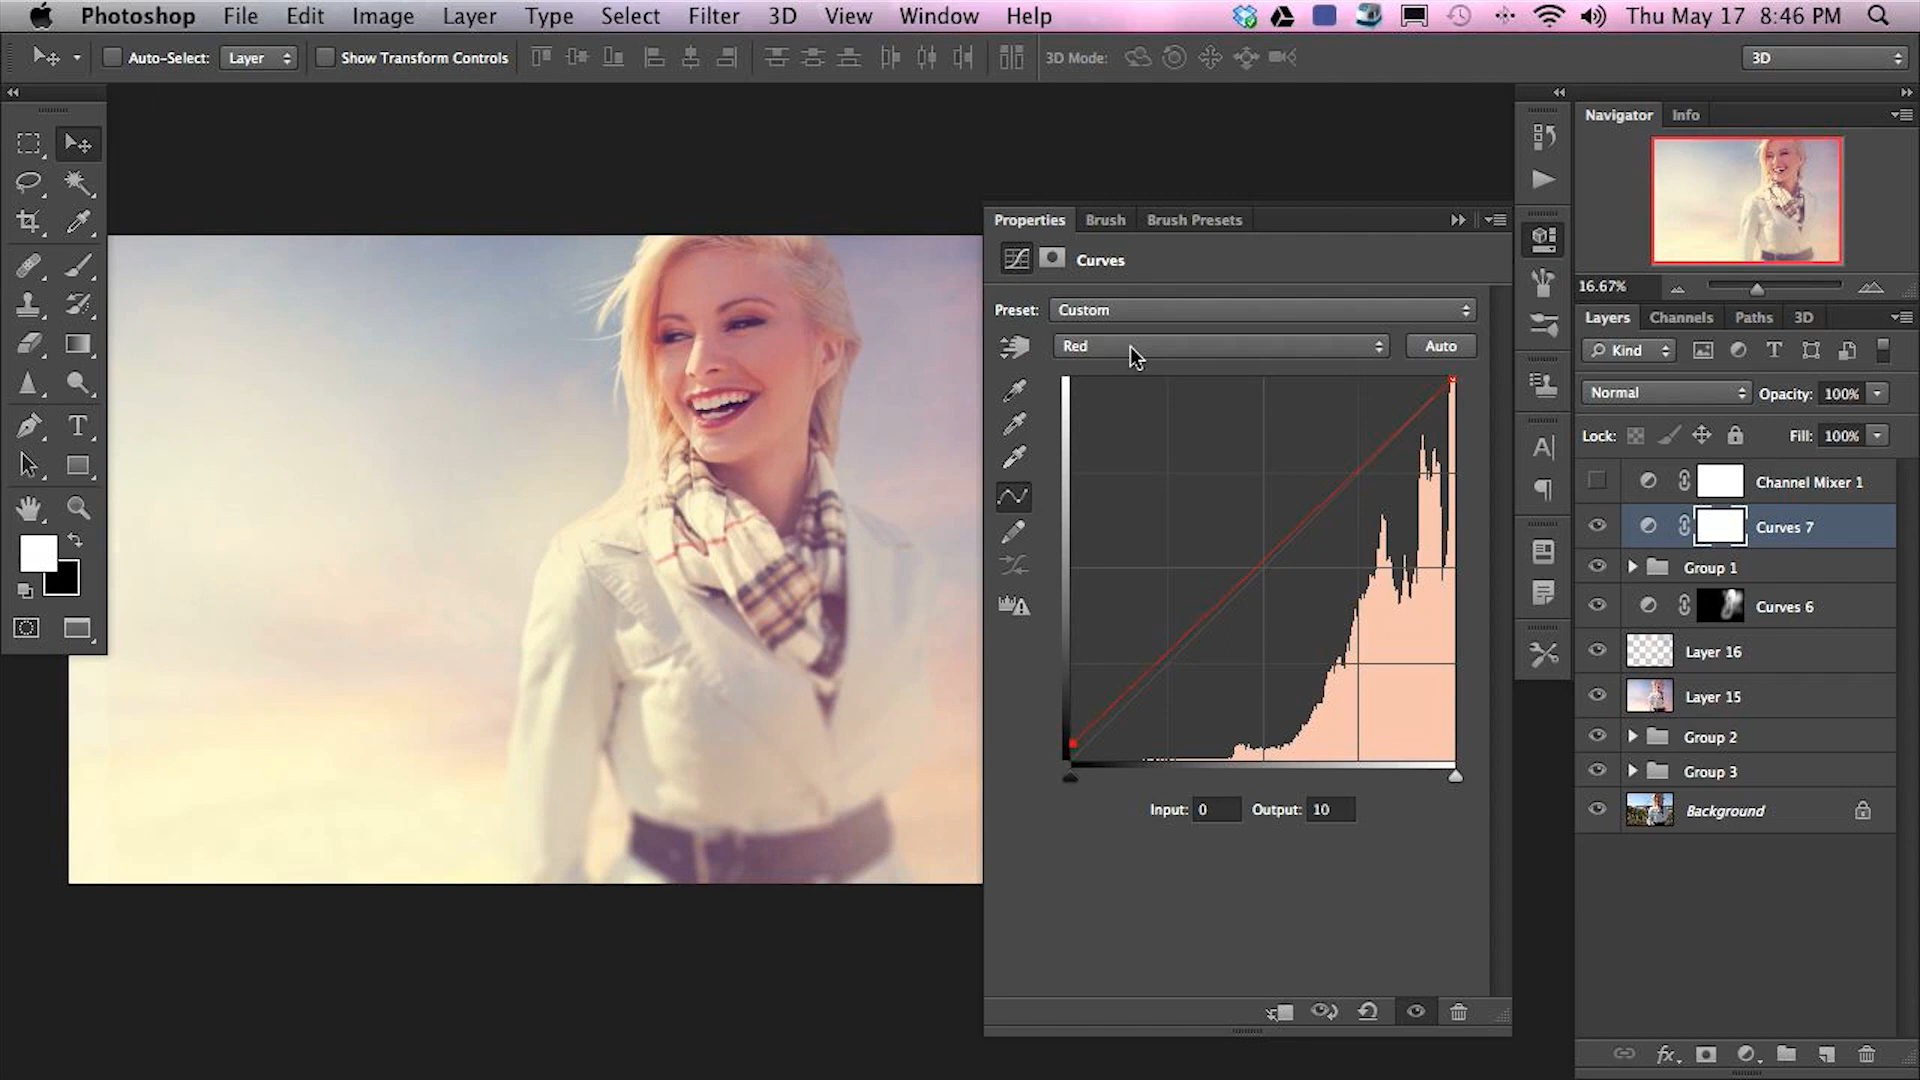 Photoshop File Edit Image Layer Type Select Filter 3D View Window Help Thu May 17 8:46 PM
Auto-Select: Layer Show Transform Controls 3D Mode: 3D
Navigator Info
16.67%
Properties Brush Brush Presets
Curves
Preset: Custom
Red Auto
Input: 0 Output: 10
Layers Channels Paths 3D
Kind
Normal Opacity: 100%
Lock: Fill: 100%
Channel Mixer 1
Curves 7
Group 1
Curves 6
Layer 16
Layer 15
Group 2
Group 3
Background
fx